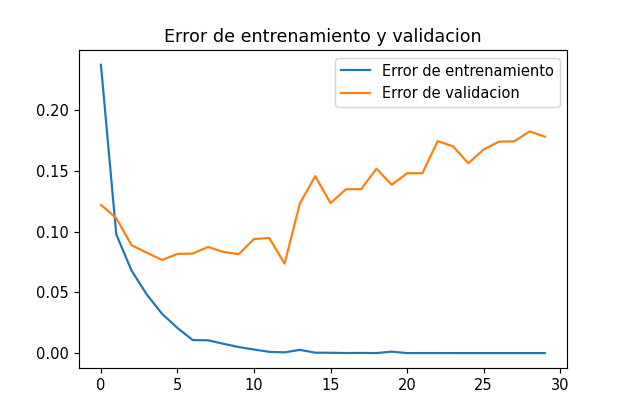 Error de entrenamiento y validacion
Error de entrenamiento
Error de validacion
0.20
0.15
0.10
0.05
0.00
0 5 10 15 20 25 30